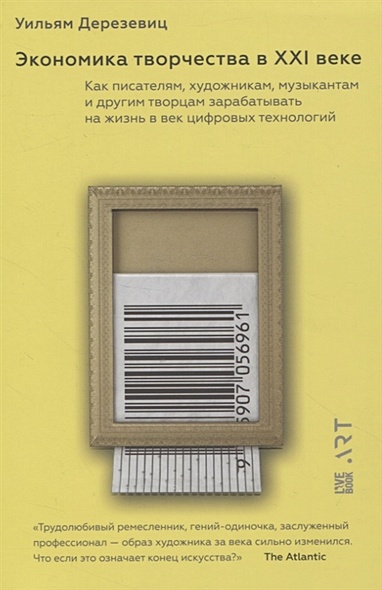 Уильям Дерезевиц
Экономика творчества в XXI веке
Как писателям, художникам, музыкантам
и другим творцам зарабатывать
на жизнь в век цифровых технологий
9 5907 056961
LIVE
BOOK
ART
«Трудолюбивый ремесленник, гений-одиночка, заслуженный
профессионал — образ художника за века сильно изменился.
Что если это означает конец искусства?» The Atlantic